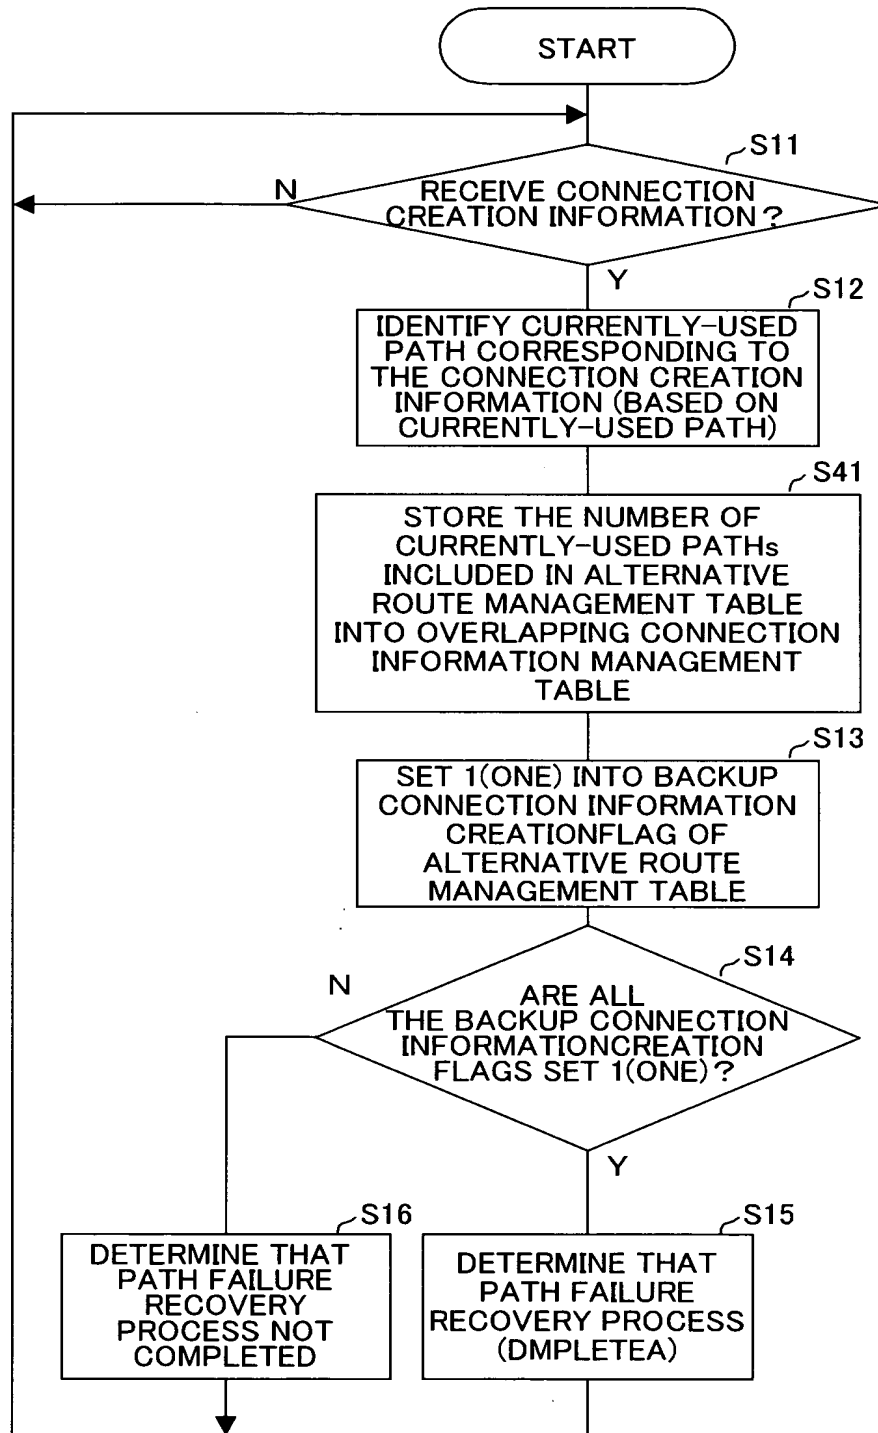 START
S11
N
RECEIVE CONNECTION
CREATION INFORMATION?
Y
S12
IDENTIFY CURRENTLY-USED
PATH CORRESPONDING TO
THE CONNECTION CREATION
INFORMATION (BASED ON
CURRENTLY-USED PATH)
S41
STORE THE NUMBER OF
CURRENTLY-USED PATHs
INCLUDED IN ALTERNATIVE
ROUTE MANAGEMENT TABLE
INTO OVERLAPPING CONNECTION
INFORMATION MANAGEMENT
TABLE
S13
SET 1(ONE) INTO BACKUP
CONNECTION INFORMATION
CREATIONFLAG OF
ALTERNATIVE ROUTE
MANAGEMENT TABLE
S14
N
ARE ALL
THE BACKUP CONNECTION
INFORMATIONCREATION
FLAGS SET 1(ONE)?
Y
S16
DETERMINE THAT
PATH FAILURE
RECOVERY
PROCESS NOT
COMPLETED
S15
DETERMINE THAT
PATH FAILURE
RECOVERY PROCESS
(DMPLETEA)